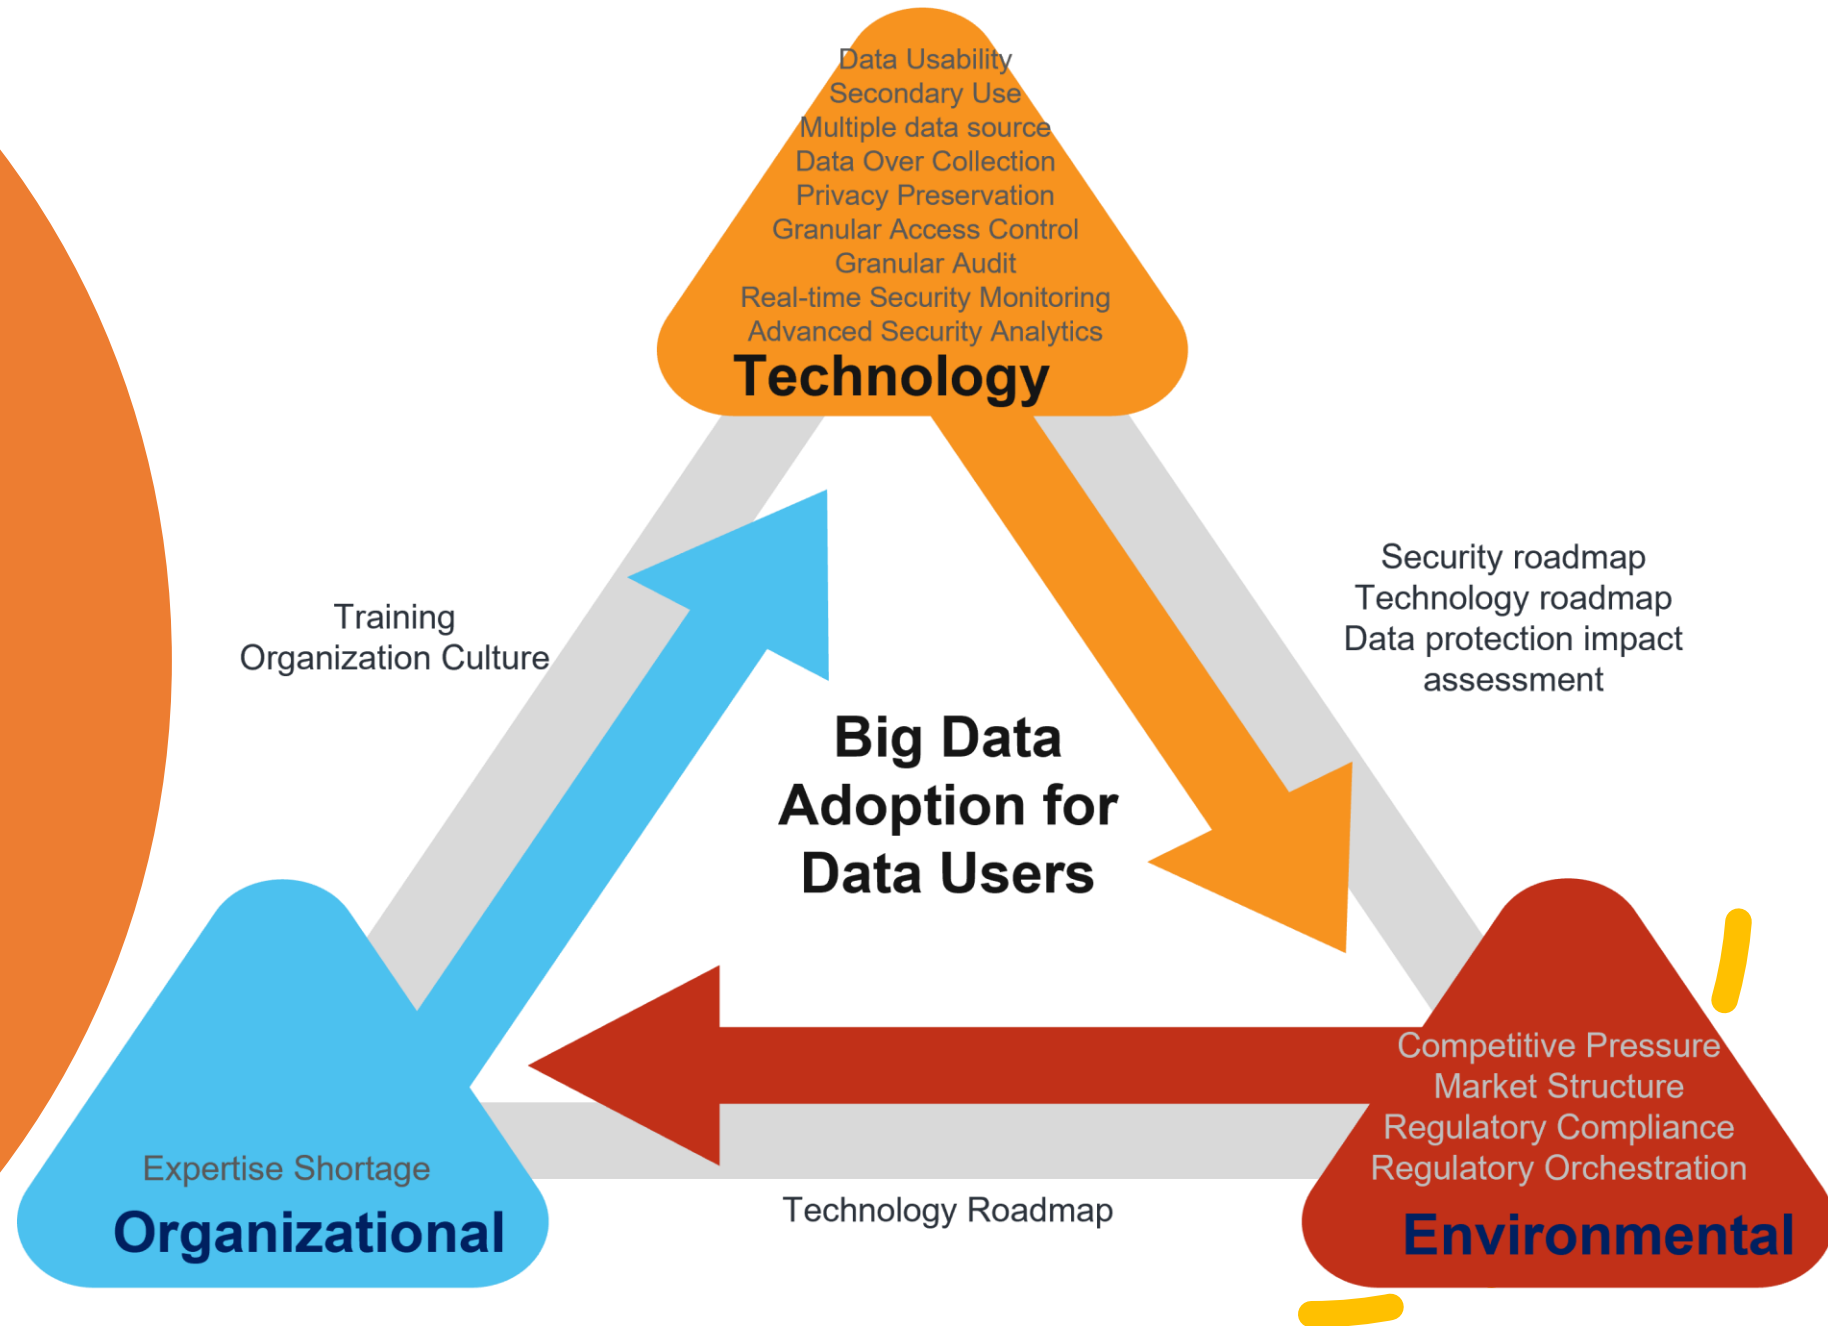 Data Usability
Secondary Use
Multiple data source
Data Over Collection
Privacy Preservation
Granular Access Control
Granular Audit
Real-time Security Monitoring
Advanced Security Analytics
Technology
Training
Organization Culture
Security roadmap
Technology roadmap
Data protection impact
assessment
Big Data
Adoption for
Data Users
Expertise Shortage
Organizational
Technology Roadmap
Competitive Pressure
Market Structure
Regulatory Compliance
Regulatory Orchestration
Environmental